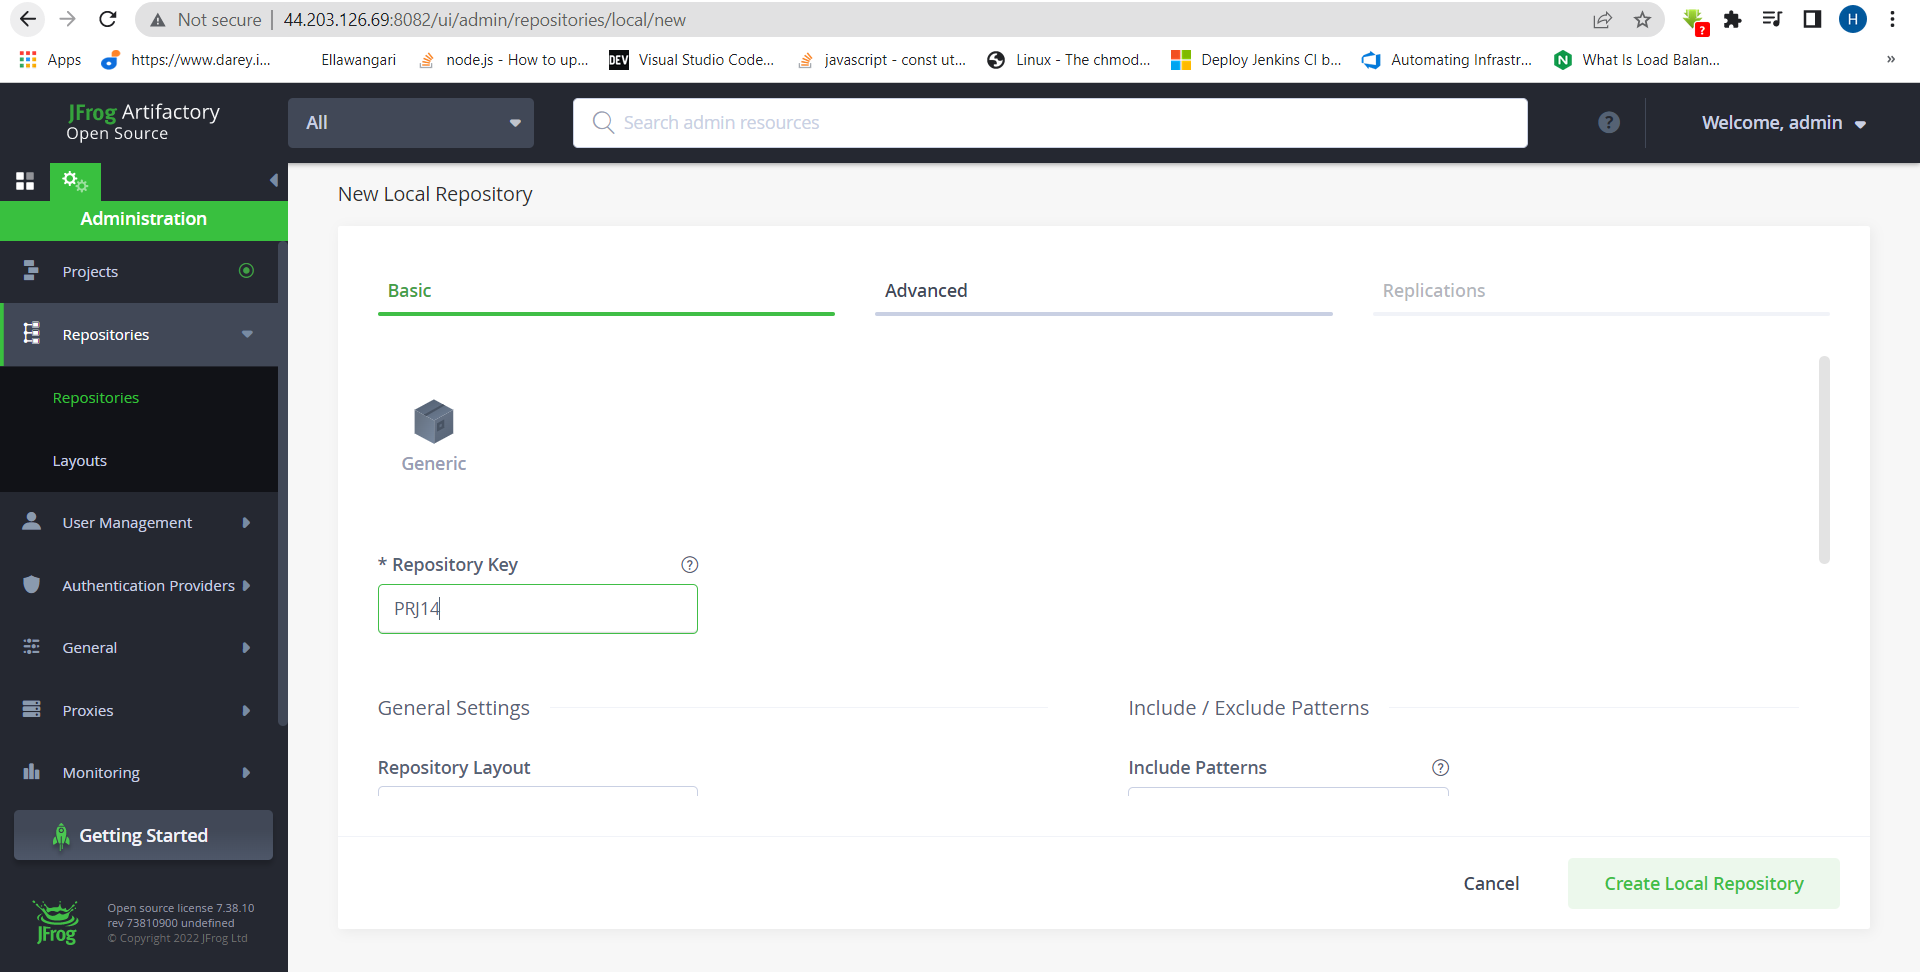 Not secure | 44.203.126.69:8082/ui/admin/repositories/local/new
?
H
Apps
https://www.darey.i...
Ellawangari
node.js - How to up...
DEV Visual Studio Code...
javascript - const ut...
Linux - The chmod...
Deploy Jenkins CI b...
Automating Infrastr...
N What Is Load Balan...
»
JFrog Artifactory
Open Source
All
Search admin resources
?
Welcome, admin
Administration
Projects
Repositories
Repositories
Layouts
User Management
Authentication Providers
General
Proxies
Monitoring
Getting Started
JFrog
Open source license 7.38.10
rev 73810900 undefined
© Copyright 2022 JFrog Ltd
New Local Repository
Basic
Advanced
Replications
Generic
* Repository Key ?
PRJ14
General Settings
Include / Exclude Patterns
Repository Layout
Include Patterns ?
Cancel
Create Local Repository